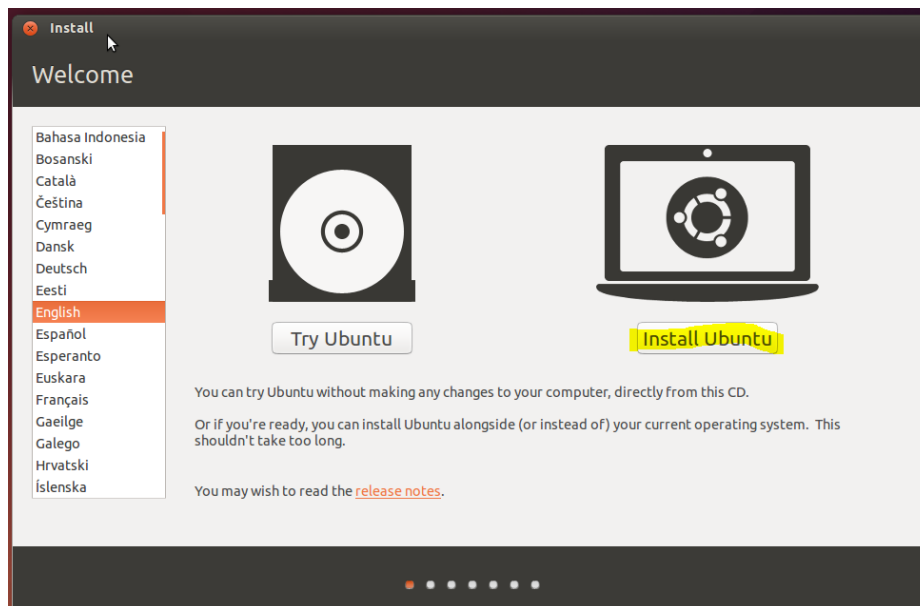 Install
Welcome
Bahasa Indonesia
Bosanski
Català
Čeština
Cymraeg
Dansk
Deutsch
Eesti
English
Español
Esperanto
Euskara
Français
Gaeilge
Galego
Hrvatski
Íslenska
Try Ubuntu
Install Ubuntu
You can try Ubuntu without making any changes to your computer, directly from this CD.
Or if you're ready, you can install Ubuntu alongside (or instead of) your current operating system. This
shouldn't take too long.
You may wish to read the release notes.